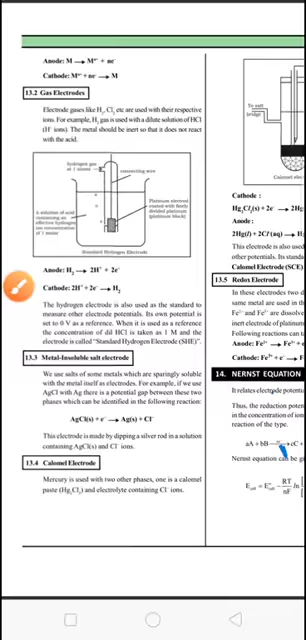 Anode: M → Mⁿ⁺ + ne⁻
Cathode: Mⁿ⁺ + ne → M
13.2 Gas Electrodes
Electrode gases like H₂, Cl₂ etc are used with their respective
ions. For example, H₂ gas is used with a dilute solution of HCl
(H⁺ ions). The metal should be inert so that it does not react
with the acid.
hydrogen gas
at 1 atmos
connecting wire
Platinum electrode
coated with finely
divided platinum
(platinum black)
A solution of acid
containing an
effective hydrogen
ion concentration
of 1 mol/l
Standard Hydrogen Electrode
Anode: H₂ → 2H⁺ + 2e⁻
Cathode: 2H⁺ + 2e⁻ → H₂
The hydrogen electrode is also used as the standard to
measure other electrode potentials. Its own potential is
set to 0 V as a reference. When it is used as a reference
the concentration of dil HCl is taken as 1 M and the
electrode is called "Standard Hydrogen Electrode (SHE)".
13.3 Metal-Insoluble salt electrode
We use salts of some metals which are sparingly soluble
with the metal itself as electrodes. For example, if we use
AgCl with Ag there is a potential gap between these two
phases which can be identified in the following reaction:
AgCl(s) + e⁻ → Ag(s) + Cl⁻
This electrode is made by dipping a silver rod in a solution
containing AgCl(s) and Cl⁻ ions.
13.4 Calomel Electrode
Mercury is used with two other phases, one is a calomel
paste (Hg₂Cl₂) and electrolyte containing Cl⁻ ions.
To salt
bridge
Calomel elec
Cathode :
Hg₂Cl₂(s) + 2e⁻ → 2Hg
Anode :
2Hg(l) + 2Cl⁻(aq) → H
This electrode is also used
other potentials. Its standa
Calomel Electrode (SCE)
13.5 Redox Electrode
In these electrodes two d
same metal are used in th
Fe²⁺ and Fe³⁺ are dissolve
inert electrode of platinum
Following reactions can t
Anode: Fe²⁺ → Fe³⁺ + e
Cathode: Fe³⁺ + e⁻ → F
14. NERNST EQUATION
It relates electrode potentia
Thus, the reduction poten
in the concentration of ion
reaction of the type.
aA + bB → cC +
Nernst equation can be gi
E cell = E° cell − RT/nF ln